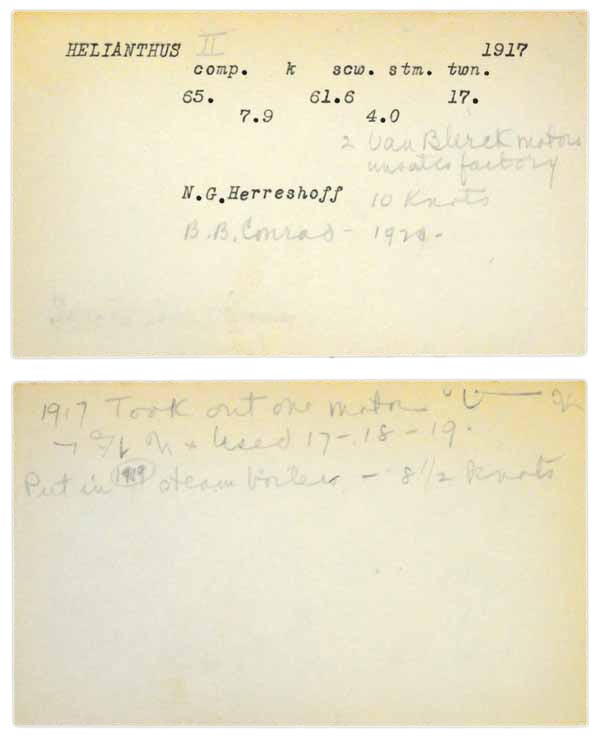 HELIANTHUS II 1917
comp. k scw. stm. twn.
65. 61.6 17.
7.9 4.0
2 Van Blerck motors
unsatisfactory
N.G.Herreshoff 10 Knots
B.B. Conrad - 1920-
1917 Took out one motor
Used 17-18-19.
Put in 1919 steam boiler - 8 1/2 knots